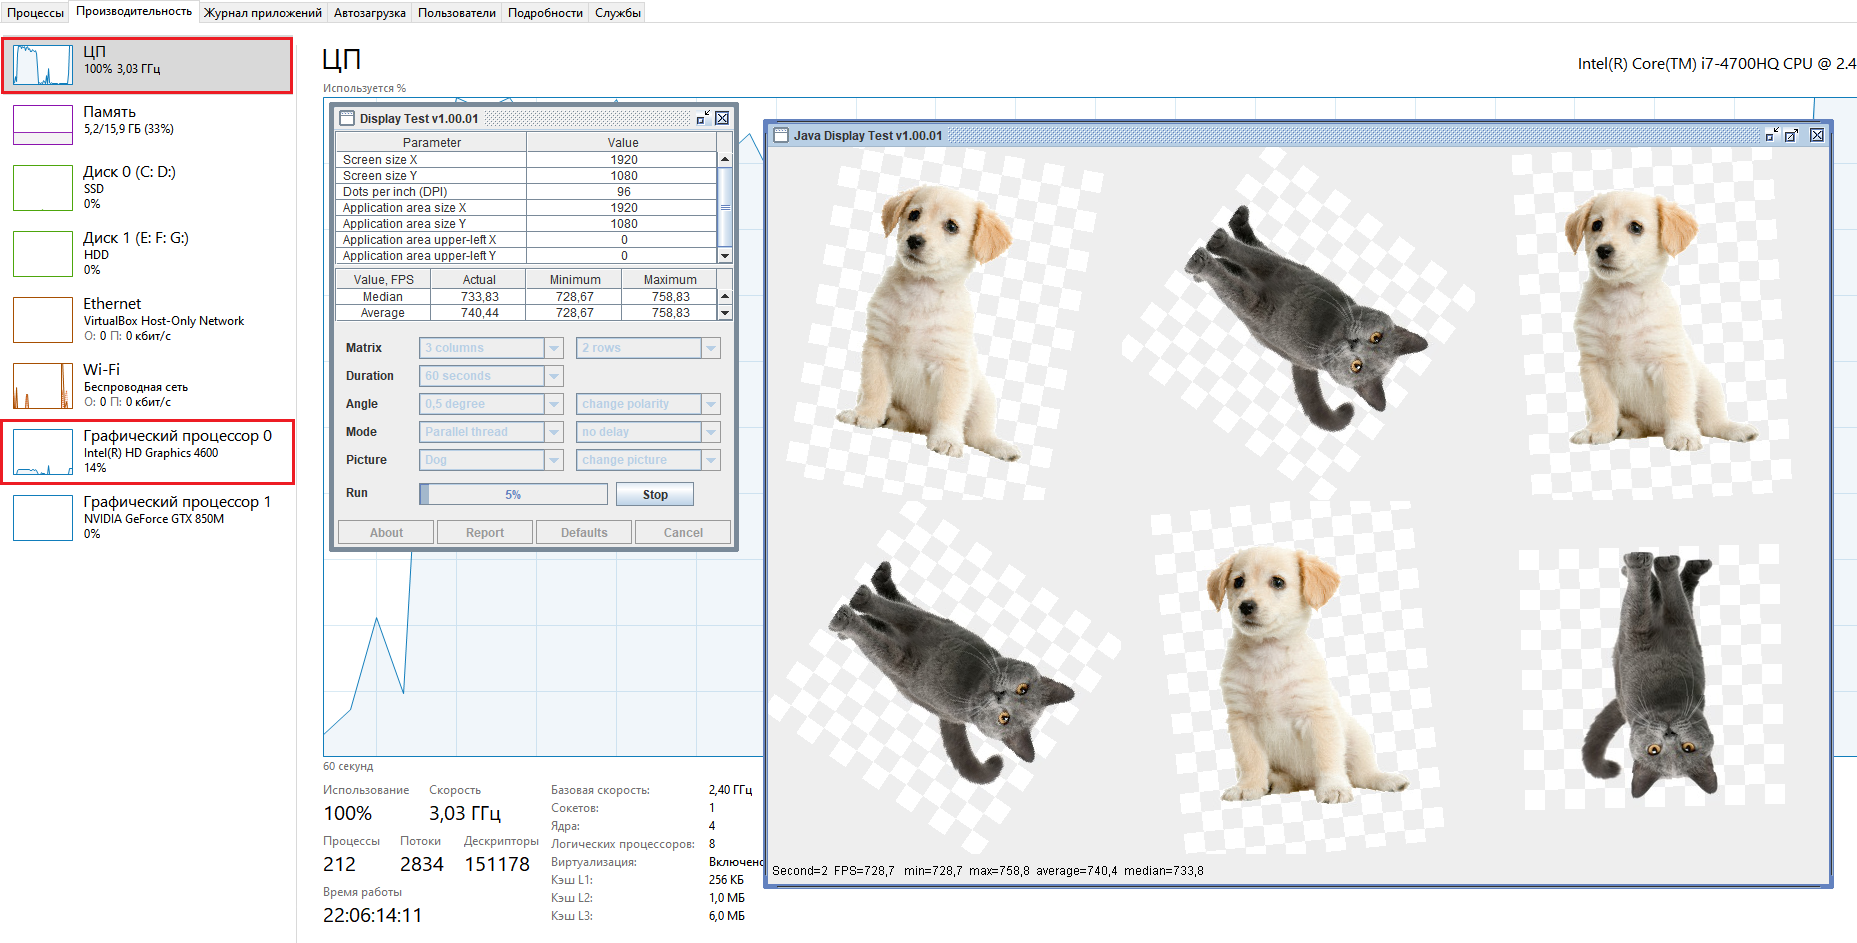 Процессы Производительность Журнал приложений Автозагрузка Пользователи Подробности Службы
ЦП
100% 3,03 ГГц
Память
5,2/15,9 ГБ (33%)
Диск 0 (C: D:)
SSD
0%
Диск 1 (E: F: G:)
HDD
0%
Ethernet
VirtualBox Host-Only Network
О: 0 П: 0 кбит/с
Wi-Fi
Беспроводная сеть
О: 0 П: 0 кбит/с
Графический процессор 0
Intel(R) HD Graphics 4600
14%
Графический процессор 1
NVIDIA GeForce GTX 850M
0%
ЦП
Intel(R) Core(TM) i7-4700HQ CPU @ 2.4
Используется %
Display Test v1.00.01
Parameter Value
Screen size X 1920
Screen size Y 1080
Dots per inch (DPI) 96
Application area size X 1920
Application area size Y 1080
Application area upper-left X 0
Application area upper-left Y 0
Value, FPS Actual Minimum Maximum
Median 733,83 728,67 758,83
Average 740,44 728,67 758,83
Matrix 3 columns 2 rows
Duration 60 seconds
Angle 0,5 degree change polarity
Mode Parallel thread no delay
Picture Dog change picture
Run 5% Stop
About Report Defaults Cancel
Java Display Test v1.00.01
Second=2 FPS=728,7 min=728,7 max=758,8 average=740,4 median=733,8
60 секунд
Использование Скорость
100% 3,03 ГГц
Процессы Потоки Дескрипторы
212 2834 151178
Время работы
22:06:14:11
Базовая скорость: 2,40 ГГц
Сокетов: 1
Ядра: 4
Логических процессоров: 8
Виртуализация: Включено
Кэш L1: 256 КБ
Кэш L2: 1,0 МБ
Кэш L3: 6,0 МБ